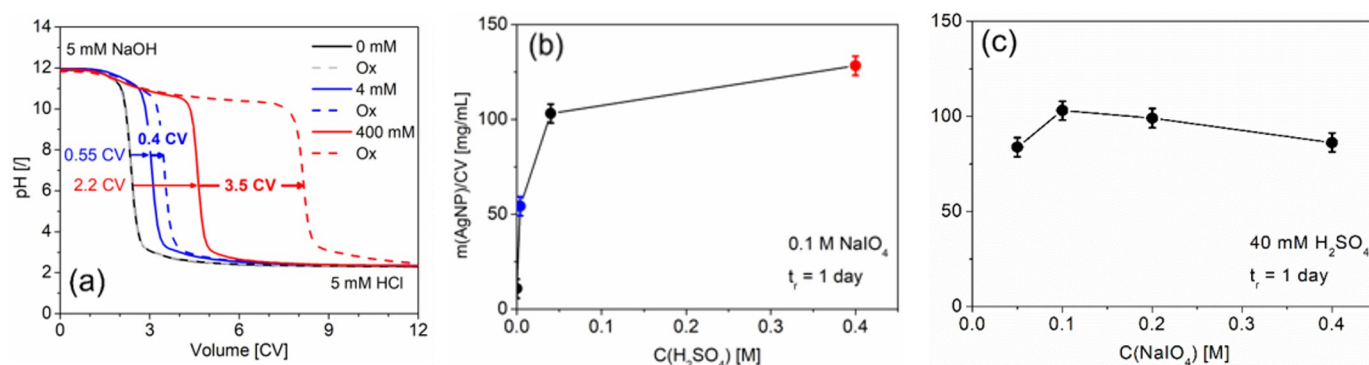 14
12
10
8
6
4
2
0
pH [/]
5 mM NaOH
0 mM
Ox
4 mM
Ox
400 mM
Ox
0.4 CV
0.55 CV
2.2 CV
3.5 CV
(a)
5 mM HCl
0
3
6
9
12
Volume [CV]
150
100
50
0
m(AgNP)/CV [mg/mL]
(b)
0.1 M NaIO4
tr = 1 day
0.0
0.1
0.2
0.3
0.4
C(H2SO4) [M]
150
100
50
0
(c)
40 mM H2SO4
tr = 1 day
0.0
0.1
0.2
0.3
0.4
C(NaIO4) [M]